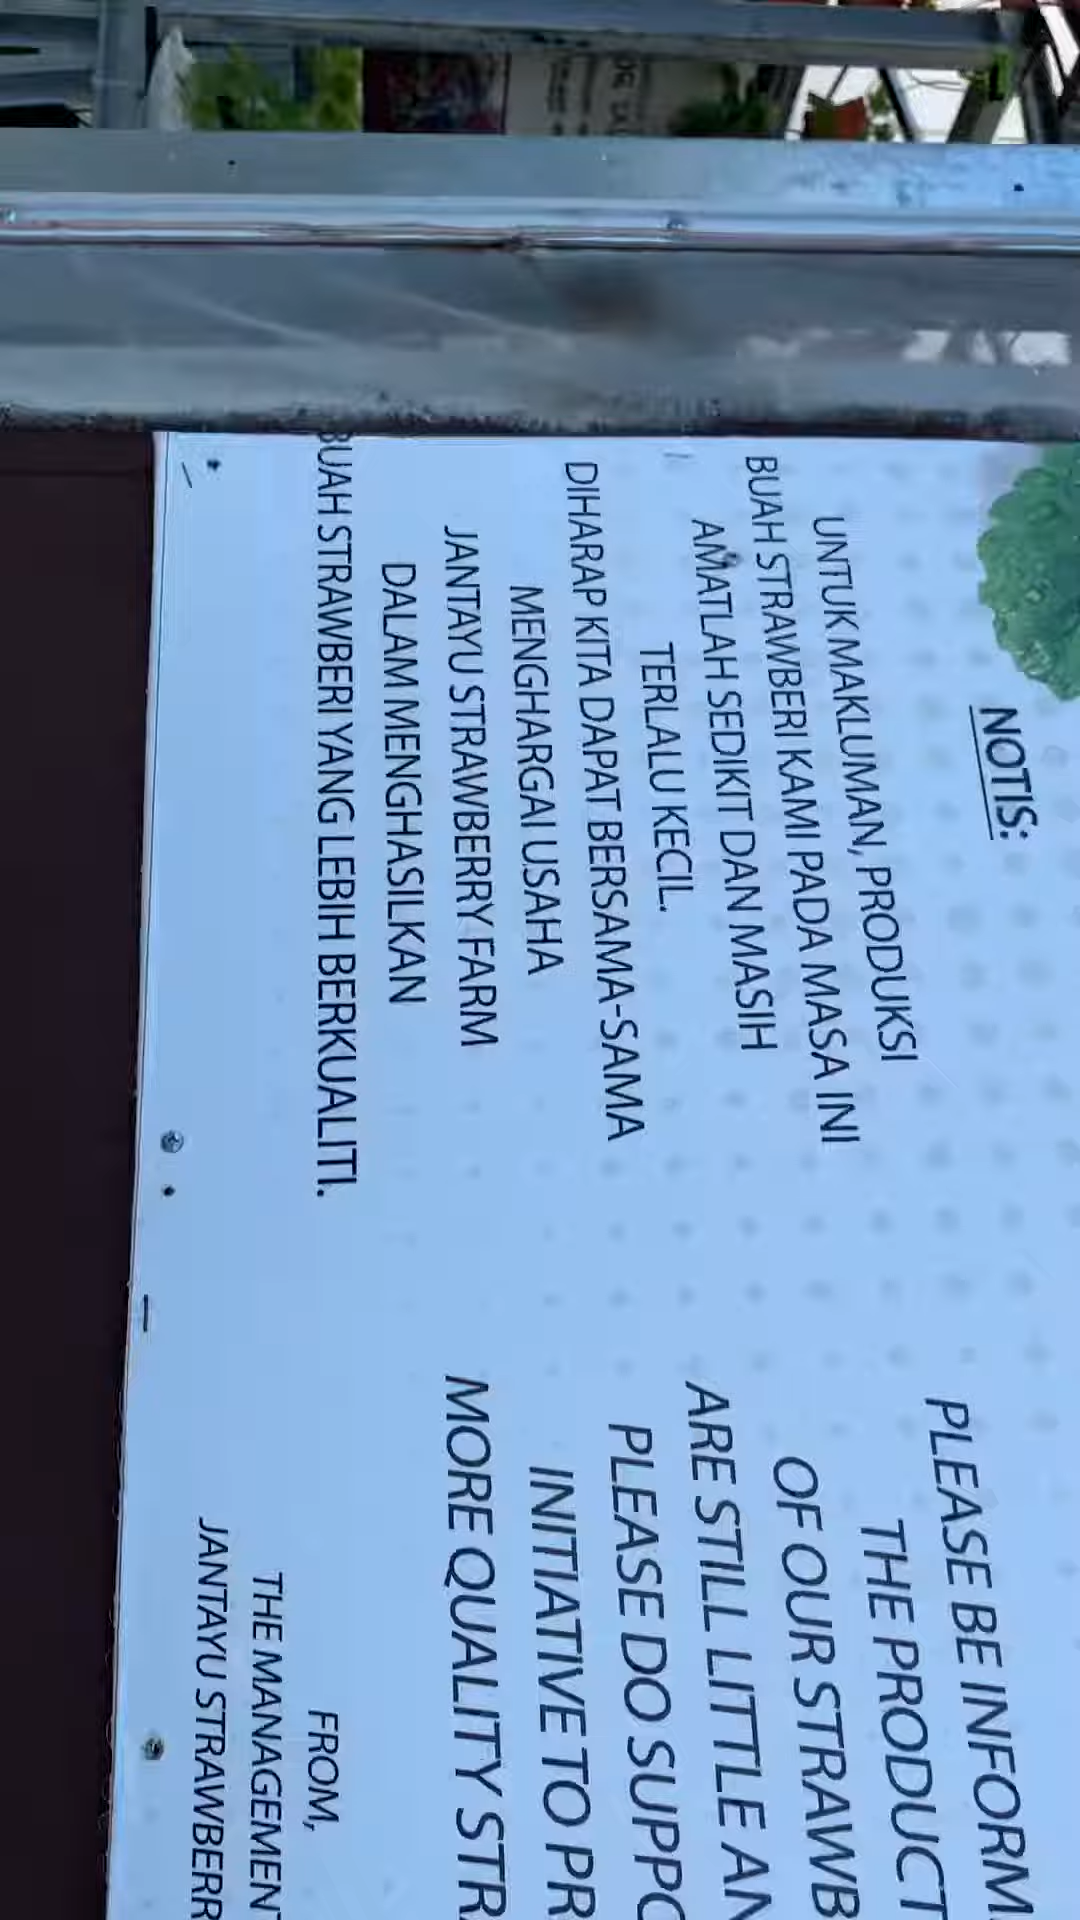 NOTIS:
UNTUK MAKLUMAN, PRODUKSI
BUAH STRAWBERI KAMI PADA MASA INI
AMATLAH SEDIKIT DAN MASIH
TERLALU KECIL.
DIHARAP KITA DAPAT BERSAMA-SAMA
MENGHARGAI USAHA
JANTAYU STRAWBERRY FARM
DALAM MENGHASILKAN
BUAH STRAWBERI YANG LEBIH BERKUALITI.
PLEASE BE INFORM
THE PRODUCT
OF OUR STRAWB
ARE STILL LITTLE AN
PLEASE DO SUPPO
INITIATIVE TO PR
MORE QUALITY STR
FROM,
THE MANAGEMENT
JANTAYU STRAWBERR